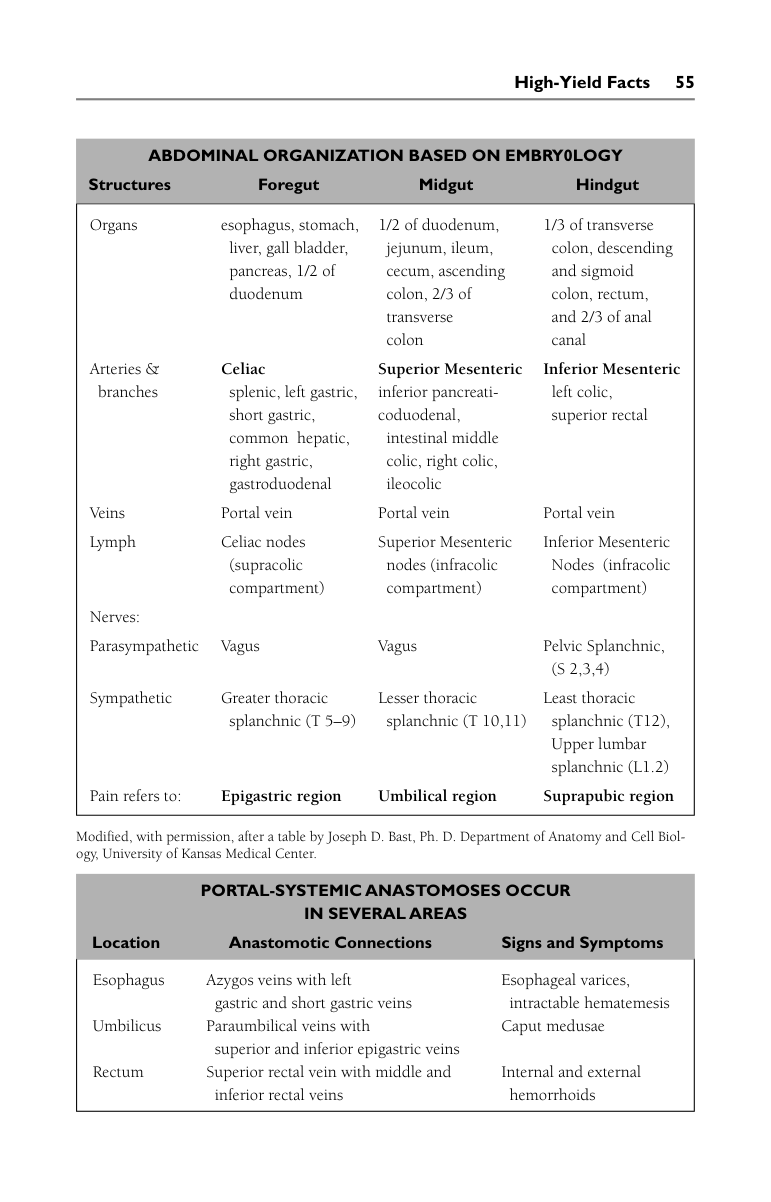 High-Yield Facts 55
ABDOMINAL ORGANIZATION BASED ON EMBRY0LOGY
Structures Foregut Midgut Hindgut
Organs esophagus, stomach, 1/2 of duodenum, 1/3 of transverse
liver, gall bladder, jejunum, ileum, colon, descending
pancreas, 1/2 of cecum, ascending and sigmoid
duodenum colon, 2/3 of colon, rectum,
transverse and 2/3 of anal
colon canal
Arteries & Celiac Superior Mesenteric Inferior Mesenteric
branches splenic, left gastric, inferior pancreati- left colic,
short gastric, coduodenal, superior rectal
common hepatic, intestinal middle
right gastric, colic, right colic,
gastroduodenal ileocolic
Veins Portal vein Portal vein Portal vein
Lymph Celiac nodes Superior Mesenteric Inferior Mesenteric
(supracolic nodes (infracolic Nodes (infracolic
compartment) compartment) compartment)
Nerves:
Parasympathetic Vagus Vagus Pelvic Splanchnic,
(S 2,3,4)
Sympathetic Greater thoracic Lesser thoracic Least thoracic
splanchnic (T 5–9) splanchnic (T 10,11) splanchnic (T12),
Upper lumbar
splanchnic (L1.2)
Pain refers to: Epigastric region Umbilical region Suprapubic region
Modified, with permission, after a table by Joseph D. Bast, Ph. D. Department of Anatomy and Cell Biol-
ogy, University of Kansas Medical Center.
PORTAL-SYSTEMIC ANASTOMOSES OCCUR
IN SEVERAL AREAS
Location Anastomotic Connections Signs and Symptoms
Esophagus Azygos veins with left Esophageal varices,
gastric and short gastric veins intractable hematemesis
Umbilicus Paraumbilical veins with Caput medusae
superior and inferior epigastric veins
Rectum Superior rectal vein with middle and Internal and external
inferior rectal veins hemorrhoids